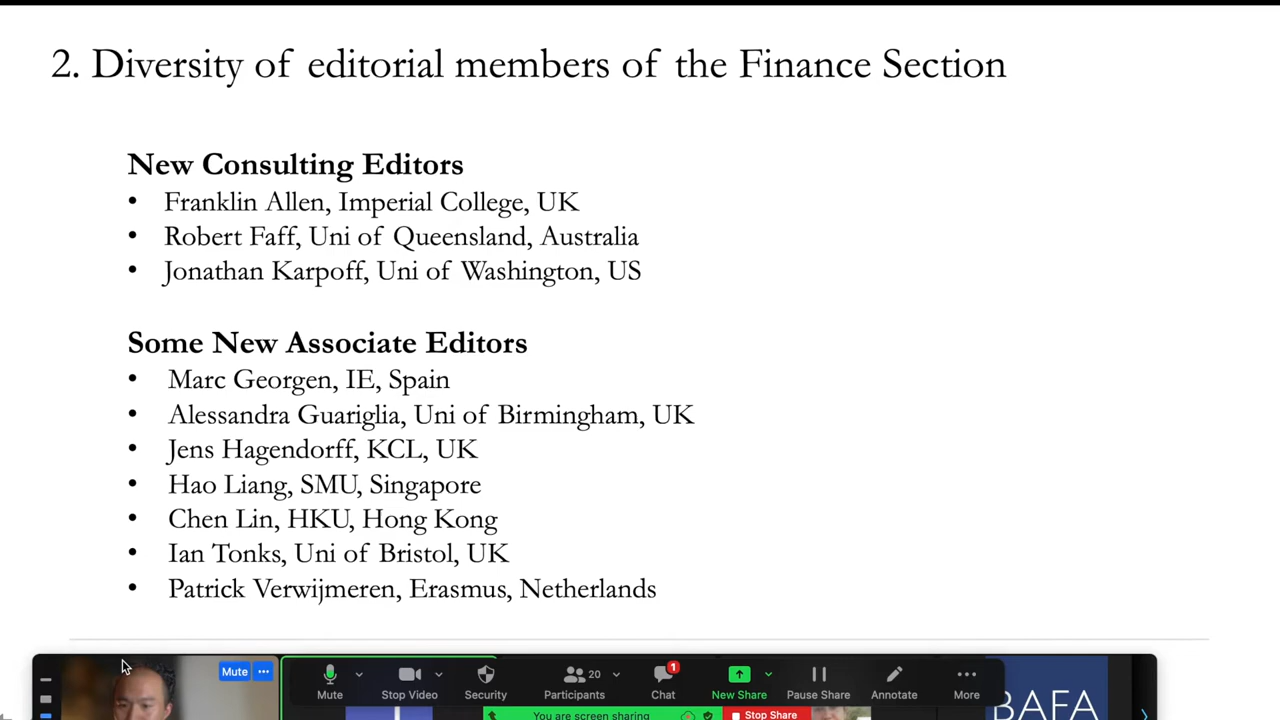 2. Diversity of editorial members of the Finance Section
New Consulting Editors
• Franklin Allen, Imperial College, UK
• Robert Faff, Uni of Queensland, Australia
• Jonathan Karpoff, Uni of Washington, US
Some New Associate Editors
• Marc Georgen, IE, Spain
• Alessandra Guariglia, Uni of Birmingham, UK
• Jens Hagendorff, KCL, UK
• Hao Liang, SMU, Singapore
• Chen Lin, HKU, Hong Kong
• Ian Tonks, Uni of Bristol, UK
• Patrick Verwijmeren, Erasmus, Netherlands
Mute
20
1
Mute Stop Video Security Participants Chat New Share Pause Share Annotate More
You are screen sharing Stop Share
BAFA